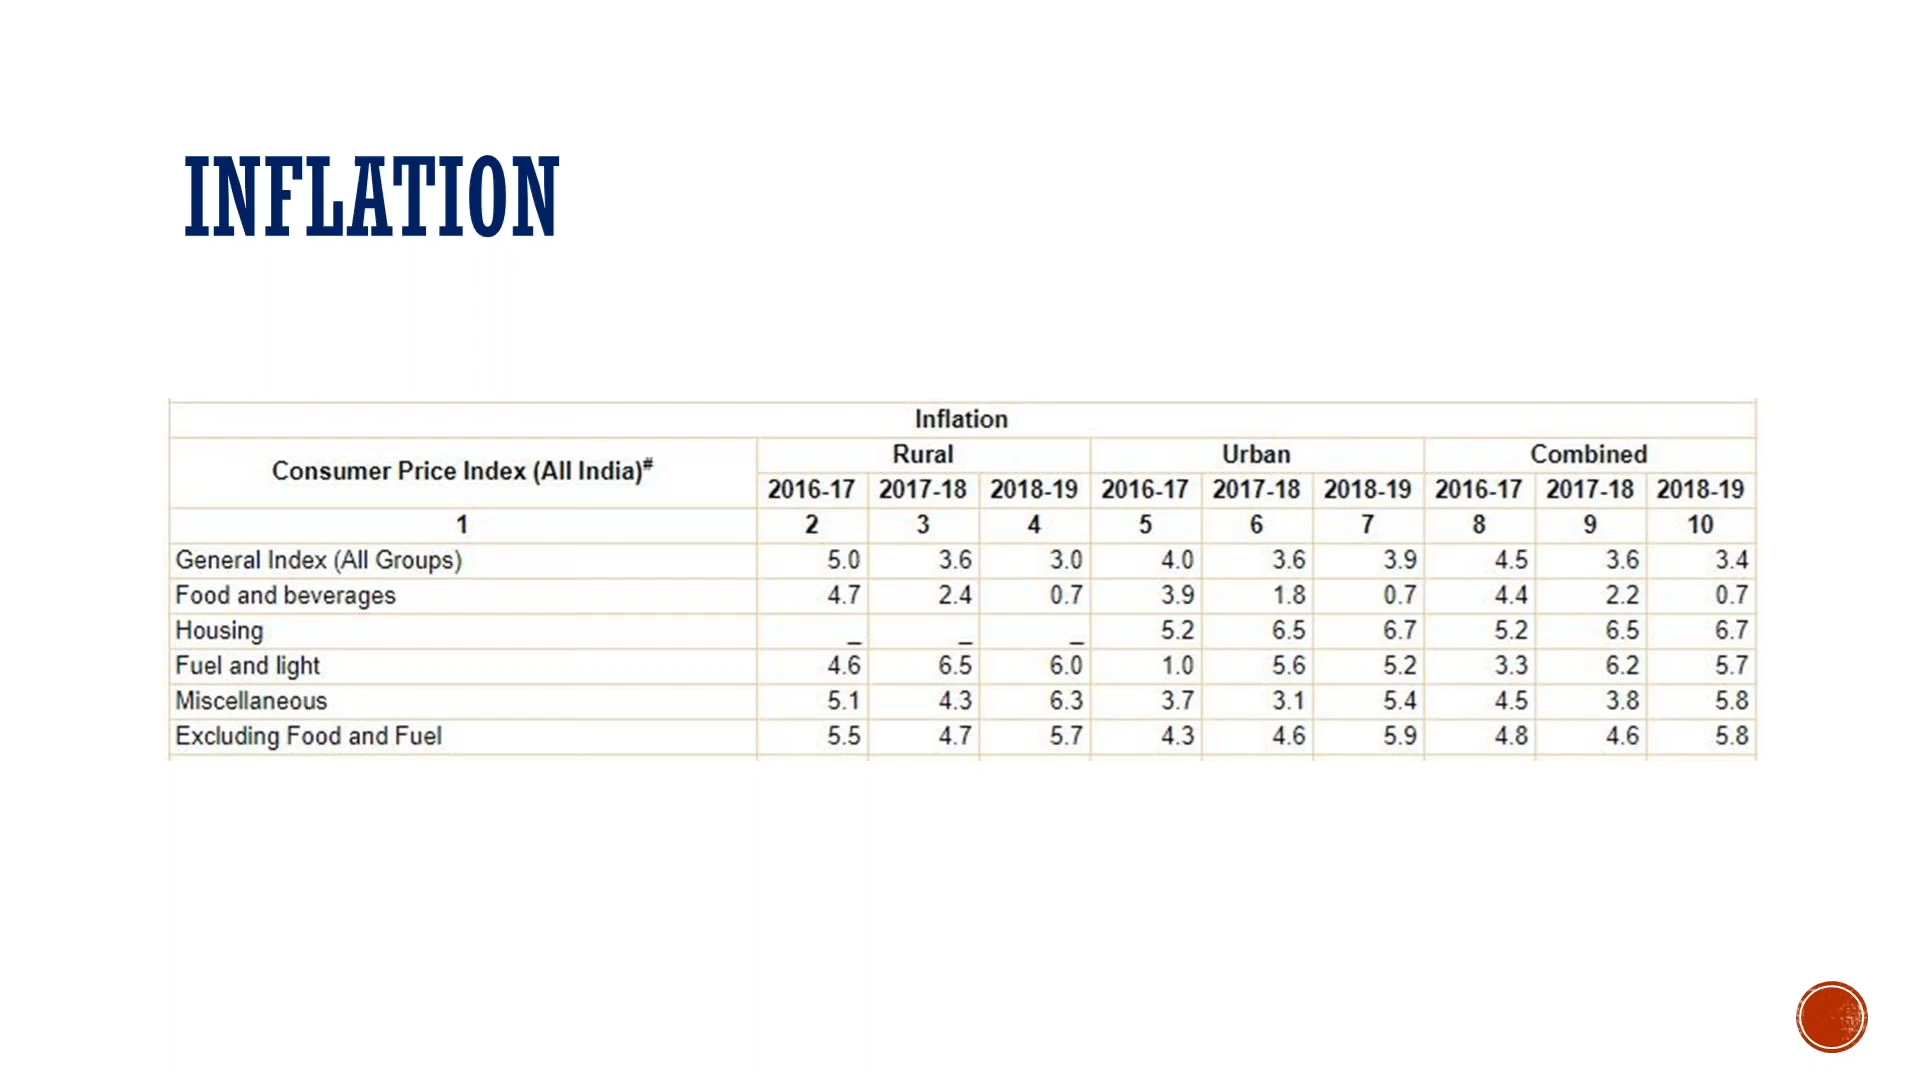 INFLATION
Inflation
Consumer Price Index (All India)# Rural Urban Combined
2016-17 2017-18 2018-19 2016-17 2017-18 2018-19 2016-17 2017-18 2018-19
1 2 3 4 5 6 7 8 9 10
General Index (All Groups) 5.0 3.6 3.0 4.0 3.6 3.9 4.5 3.6 3.4
Food and beverages 4.7 2.4 0.7 3.9 1.8 0.7 4.4 2.2 0.7
Housing _ _ _ 5.2 6.5 6.7 5.2 6.5 6.7
Fuel and light 4.6 6.5 6.0 1.0 5.6 5.2 3.3 6.2 5.7
Miscellaneous 5.1 4.3 6.3 3.7 3.1 5.4 4.5 3.8 5.8
Excluding Food and Fuel 5.5 4.7 5.7 4.3 4.6 5.9 4.8 4.6 5.8